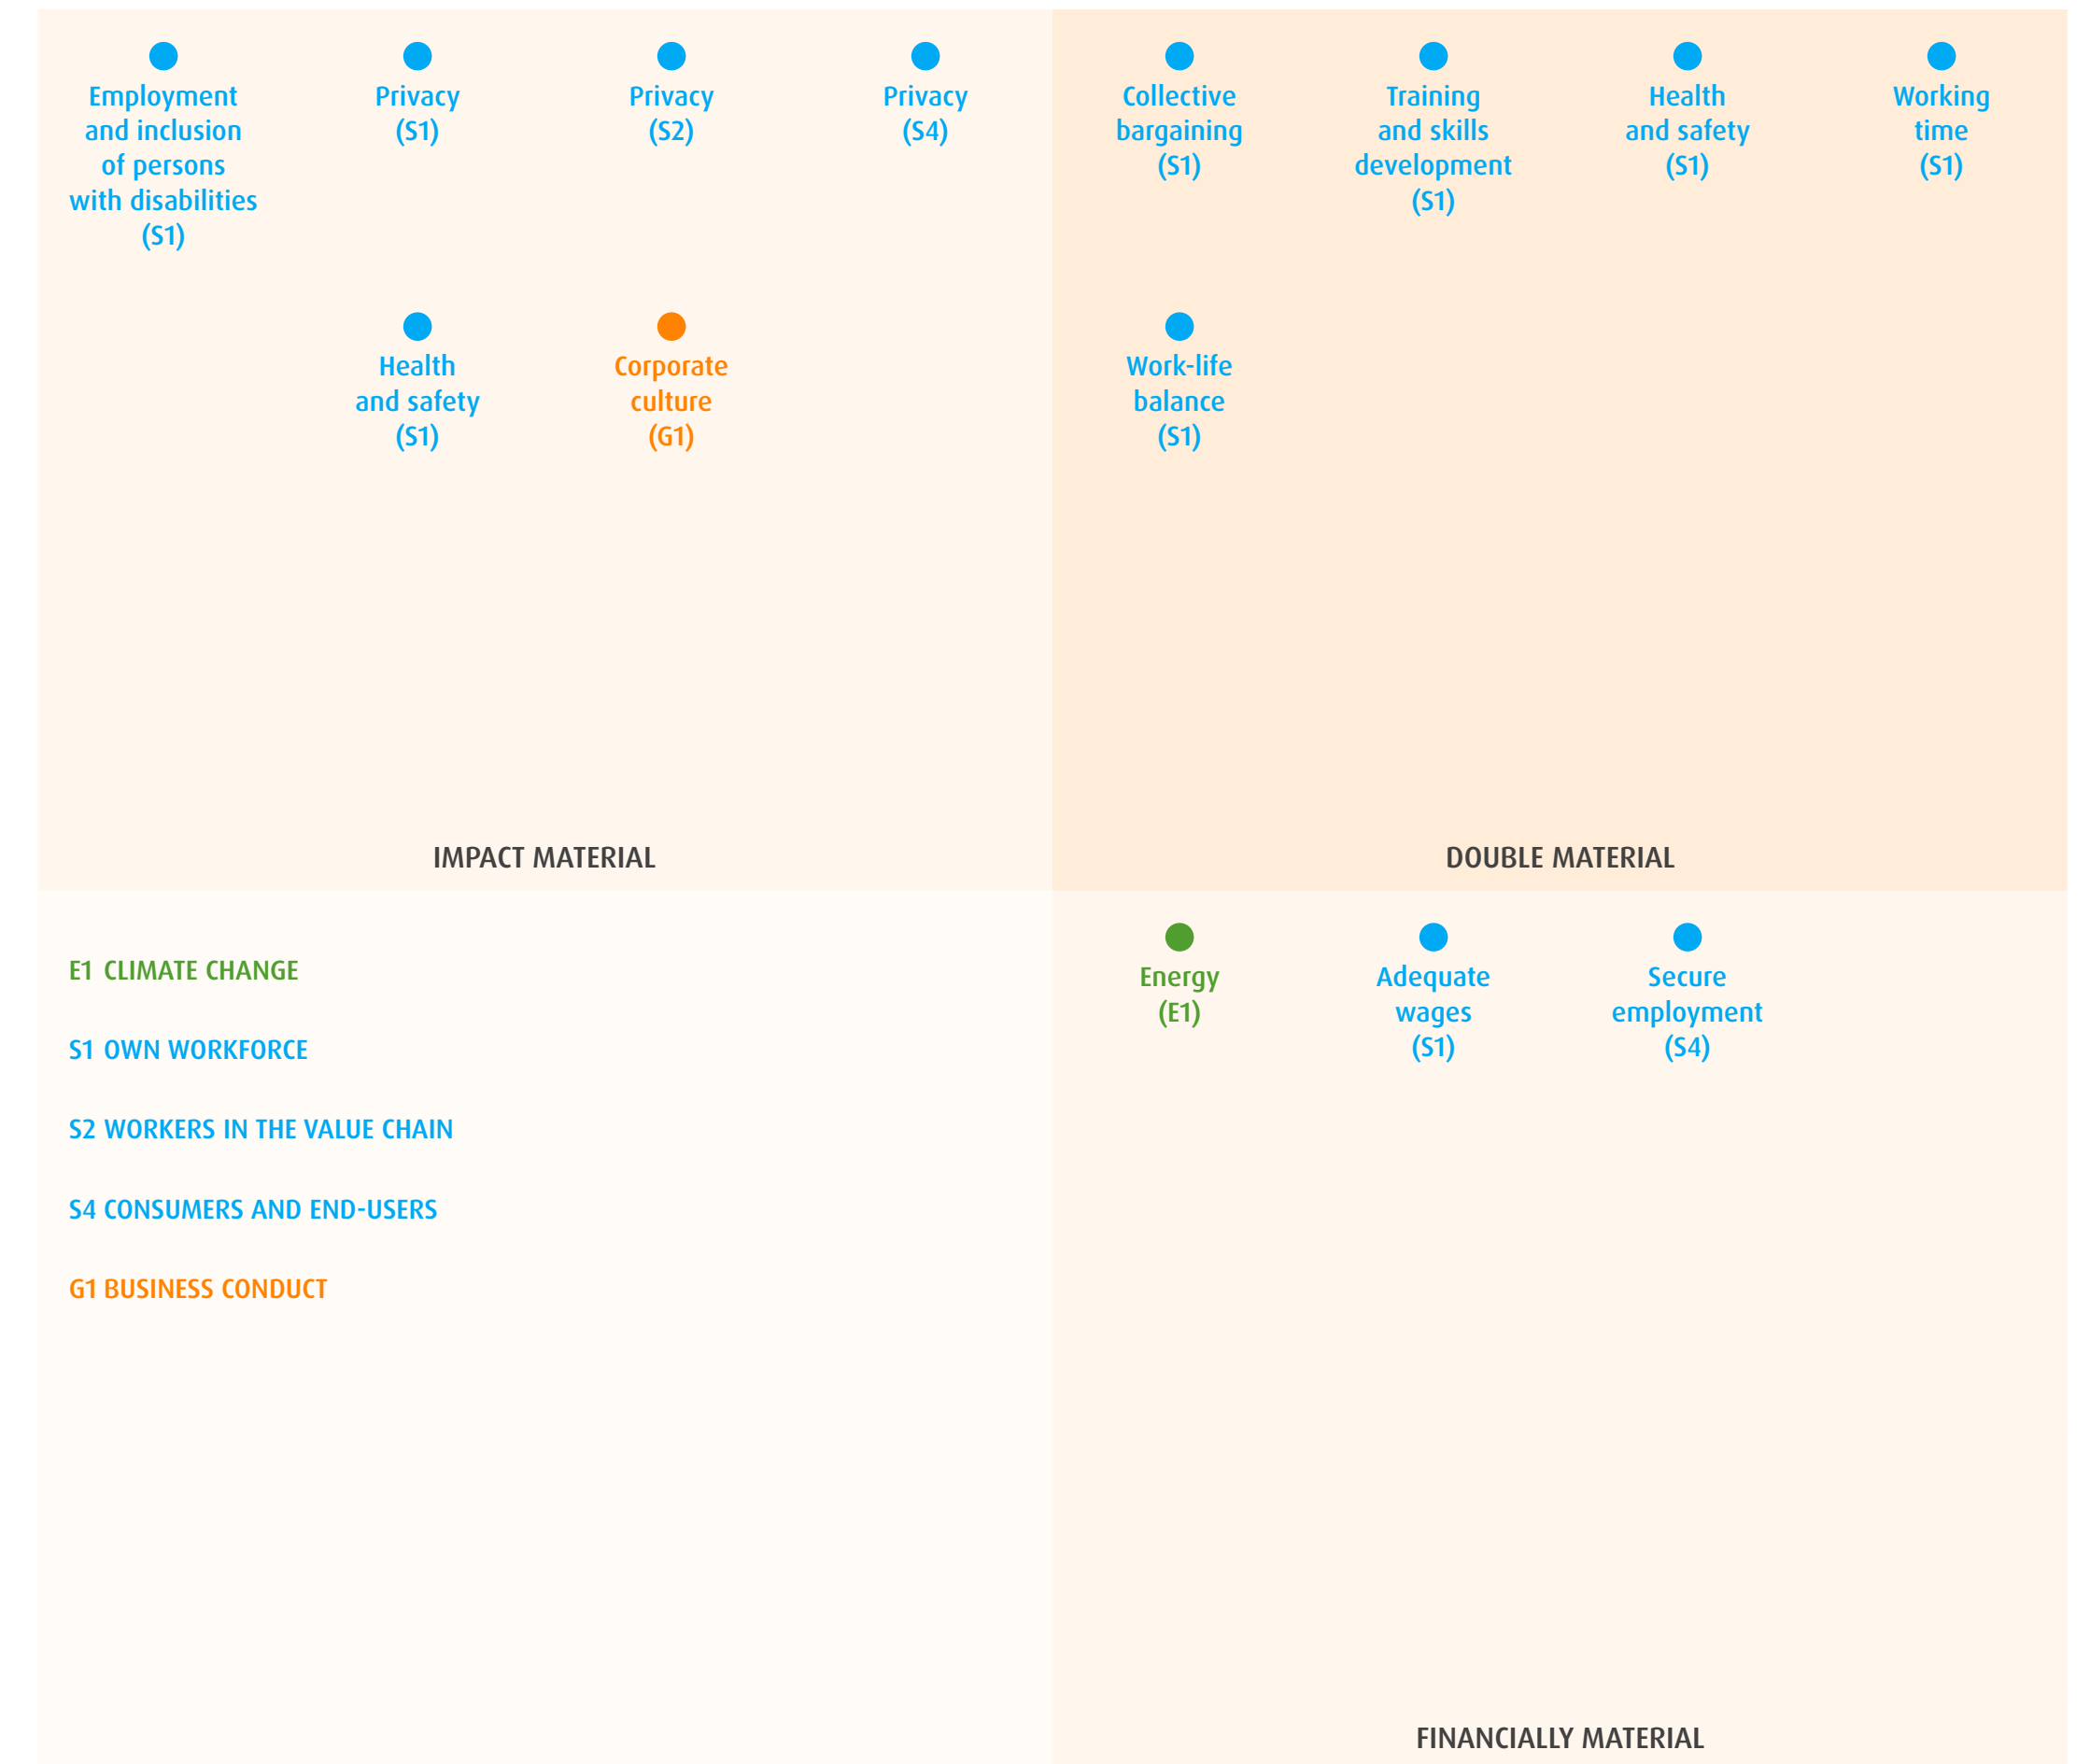 Employment
and inclusion
of persons
with disabilities
(S1)
Privacy
(S1)
Privacy
(S2)
Privacy
(S4)
Health
and safety
(S1)
Corporate
culture
(G1)
IMPACT MATERIAL
Collective
bargaining
(S1)
Training
and skills
development
(S1)
Health
and safety
(S1)
Working
time
(S1)
Work-life
balance
(S1)
DOUBLE MATERIAL
E1 CLIMATE CHANGE
S1 OWN WORKFORCE
S2 WORKERS IN THE VALUE CHAIN
S4 CONSUMERS AND END-USERS
G1 BUSINESS CONDUCT
Energy
(E1)
Adequate
wages
(S1)
Secure
employment
(S4)
FINANCIALLY MATERIAL